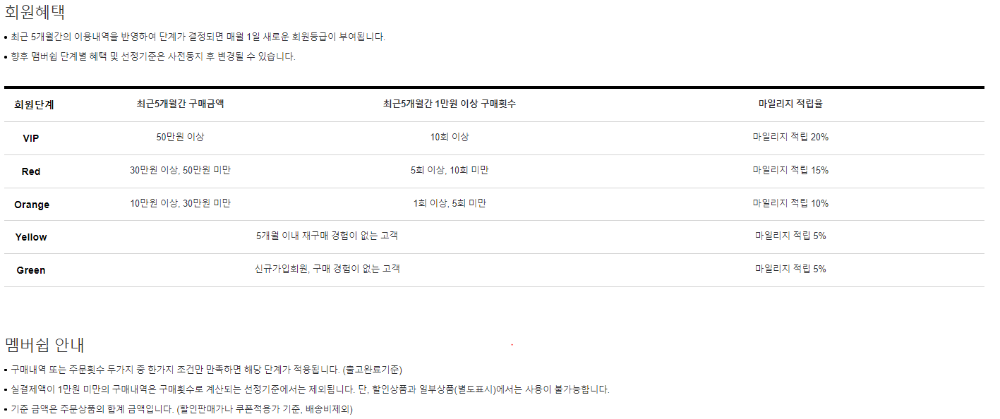 회원혜택
▪ 최근 5개월간의 이용내역을 반영하여 단계가 결정되면 매월 1일 새로운 회원등급이 부여됩니다.
▪ 향후 맴버쉽 단계별 혜택 및 선정기준은 사전동지 후 변경될 수 있습니다.
회원단계 최근5개월간 구매금액 최근5개월간 1만원 이상 구매횟수 마일리지 적립율
VIP 50만원 이상 10회 이상 마일리지 적립 20%
Red 30만원 이상, 50만원 미만 5회 이상, 10회 미만 마일리지 적립 15%
Orange 10만원 이상, 30만원 미만 1회 이상, 5회 미만 마일리지 적립 10%
Yellow 5개월 이내 재구매 경험이 없는 고객 마일리지 적립 5%
Green 신규가입회원, 구매 경험이 없는 고객 마일리지 적립 5%
멤버쉽 안내
▪ 구매내역 또는 주문횟수 두가지 중 한가지 조건만 만족하면 해당 단계가 적용됩니다. (출고완료기준)
▪ 실결제액이 1만원 미만의 구매내역은 구매횟수로 계산되는 선정기준에서는 제외됩니다. 단, 할인상품과 일부상품(별도표시)에서는 사용이 불가능합니다.
▪ 기준 금액은 주문상품의 합계 금액입니다. (할인판매가나 쿠폰적용가 기준, 배송비제외)